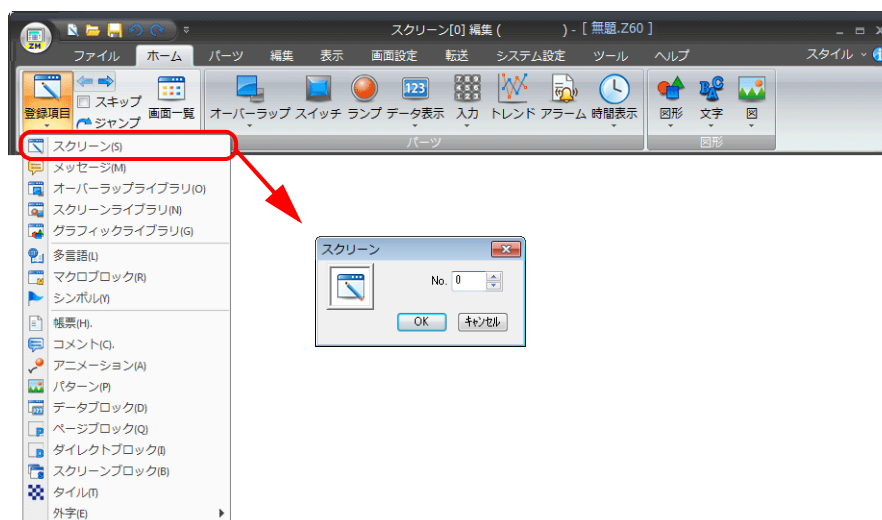 スクリーン[0] 編集 ( ) - [ 無題.Z60 ]
ZM
ファイル ホーム パーツ 編集 表示 画面設定 転送 システム設定 ツール ヘルプ スタイル
登録項目 スキップ ジャンプ 画面一覧 オーバーラップ スイッチ ランプ データ表示 入力 トレンド アラーム 時間表示 図形 文字 図
123
パーツ 図形
スクリーン(S)
メッセージ(M)
オーバーラップライブラリ(O)
スクリーンライブラリ(N)
グラフィックライブラリ(G)
多言語(L)
マクロブロック(R)
シンボル(Y)
帳票(H).
コメント(C).
アニメーション(A)
パターン(P)
データブロック(D)
ページブロック(Q)
ダイレクトブロック(I)
スクリーンブロック(B)
タイル(T)
外字(E)
スクリーン
No. 0
OK キャンセル